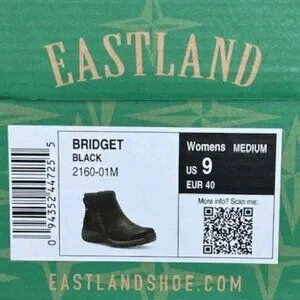 EASTLAND
BRIDGET
BLACK
2160-01M
Womens MEDIUM
US 9
EUR 40
More info? Scan me:
0 94352 44725 5
EASTLANDSHOE.COM